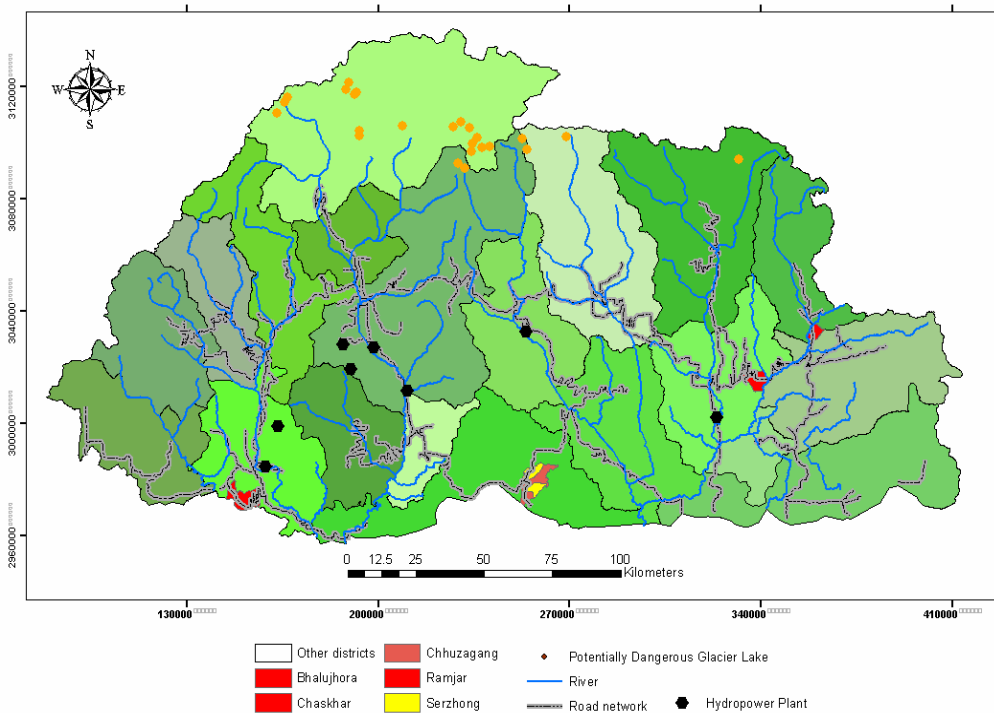 N
W E
S
3120000
3080000
3040000
3000000
2960000
0 12.5 25 50 75 100
Kilometers
130000 200000 270000 340000 410000
Other districts Chhuzagang Potentially Dangerous Glacier Lake
Bhalujhora Ramjar River
Chaskhar Serzhong Road network Hydropower Plant